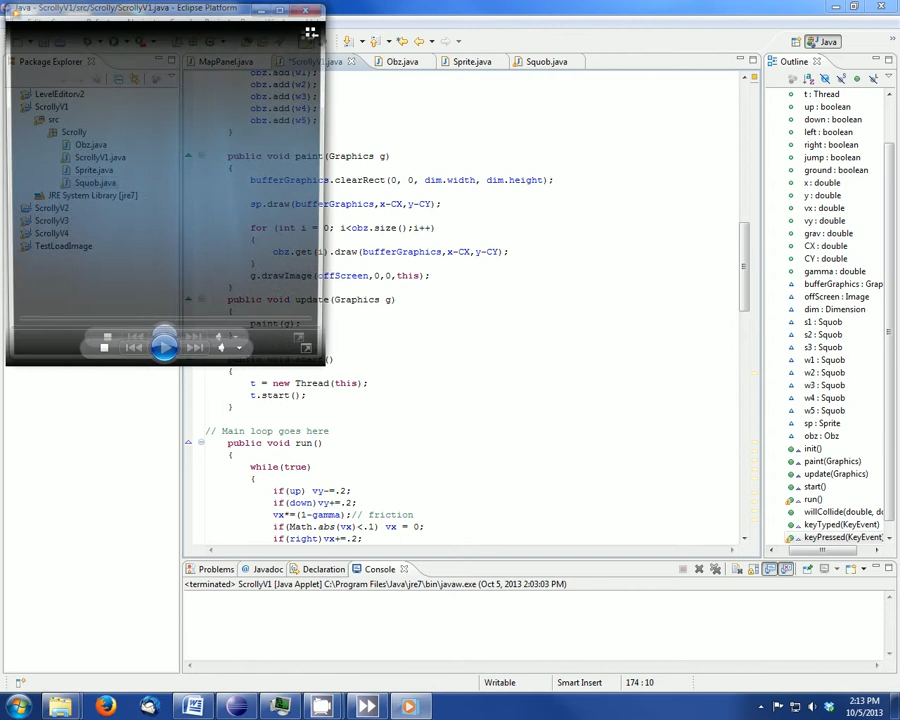 Java - ScrollyV1/src/Scrolly/ScrollyV1.java - Eclipse Platform
Java
Package Explorer
MapPanel.java
*ScrollyV1.java
Obz.java
Sprite.java
Squob.java
Outline
LevelEditorv2
ScrollyV1
src
Scrolly
Obz.java
ScrollyV1.java
Sprite.java
Squob.java
JRE System Library [jre7]
ScrollyV2
ScrollyV3
ScrollyV4
TestLoadImage
obz.add(w1);
obz.add(w2);
obz.add(w3);
obz.add(w4);
obz.add(w5);
}
public void paint(Graphics g)
{
bufferGraphics.clearRect(0, 0, dim.width, dim.height);
sp.draw(bufferGraphics,x-CX,y-CY);
for (int i = 0; i<obz.size();i++)
{
obz.get(i).draw(bufferGraphics,x-CX,y-CY);
}
g.drawImage(offScreen,0,0,this);
}
public void update(Graphics g)
{
paint(g);
{
t = new Thread(this);
t.start();
}
// Main loop goes here
public void run()
{
while(true)
{
if(up) vy-=.2;
if(down)vy+=.2;
vx*=(1-gamma);// friction
if(Math.abs(vx)<.1) vx = 0;
if(right)vx+=.2;
t : Thread
up : boolean
down : boolean
left : boolean
right : boolean
jump : boolean
ground : boolean
x : double
y : double
vx : double
vy : double
grav : double
CX : double
CY : double
gamma : double
bufferGraphics : Grap
offScreen : Image
dim : Dimension
s1 : Squob
s2 : Squob
s3 : Squob
w1 : Squob
w2 : Squob
w3 : Squob
w4 : Squob
w5 : Squob
sp : Sprite
obz : Obz
init()
paint(Graphics)
update(Graphics)
start()
run()
willCollide(double, do
keyTyped(KeyEvent)
keyPressed(KeyEvent)
Problems
Javadoc
Declaration
Console
<terminated> ScrollyV1 [Java Applet] C:\Program Files\Java\jre7\bin\javaw.exe (Oct 5, 2013 2:03:03 PM)
Writable
Smart Insert
174 : 10
2:13 PM
10/5/2013